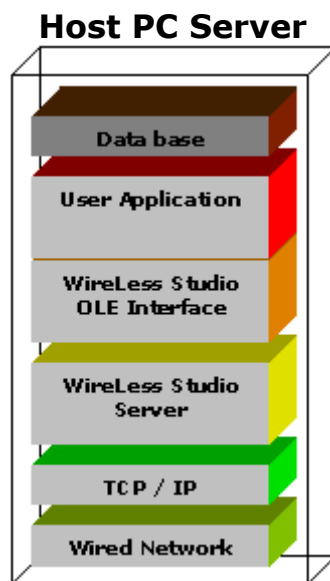 Host PC Server
Data base
User Application
WireLess Studio
OLE Interface
WireLess Studio
Server
TCP / IP
Wired Network